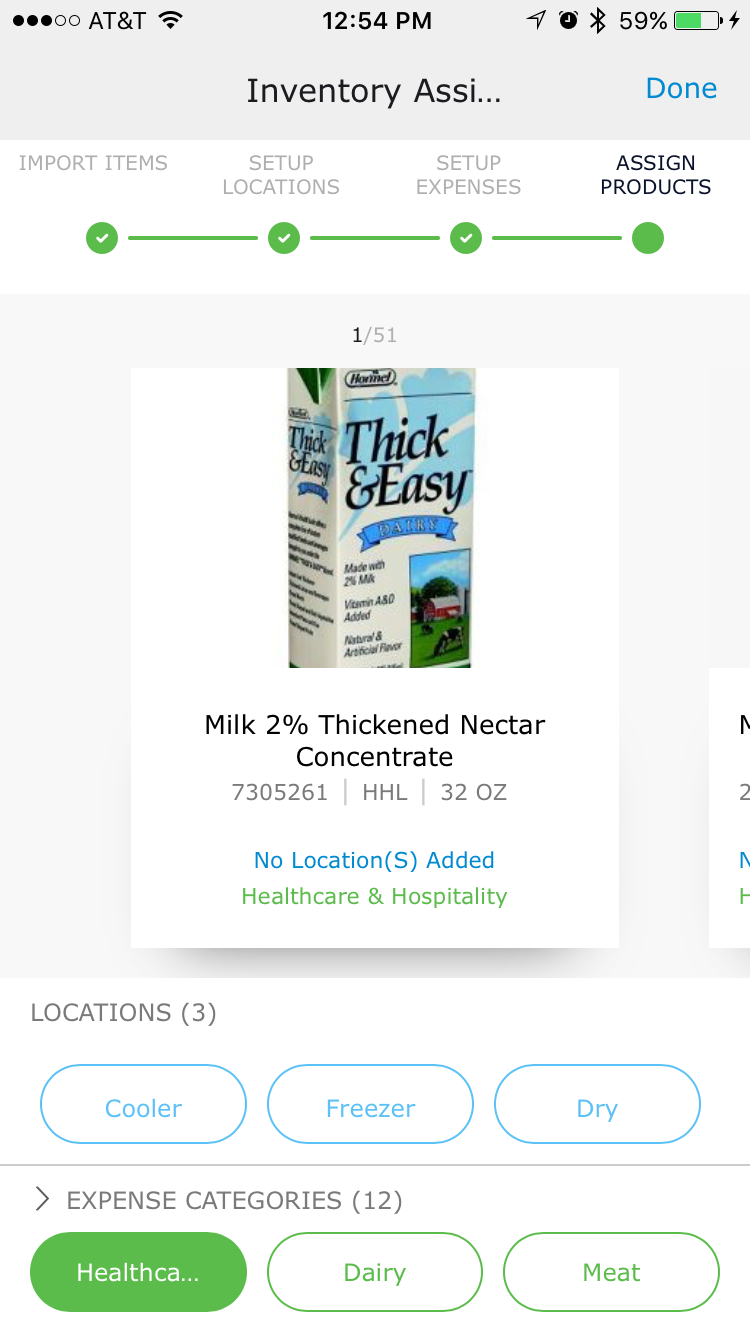 AT&T 12:54 PM 59%
Inventory Assi... Done
IMPORT ITEMS
SETUP
LOCATIONS
SETUP
EXPENSES
ASSIGN
PRODUCTS
1/51
Hormel
Thick
&Easy
DAIRY
Made with
2% Milk
Vitamin A&D
Added
Natural &
Artificial Flavor
Thick
&Easy
Milk 2% Thickened Nectar
Concentrate
7305261 | HHL | 32 OZ
No Location(S) Added
Healthcare & Hospitality
LOCATIONS (3)
Cooler Freezer Dry
EXPENSE CATEGORIES (12)
Healthca... Dairy Meat